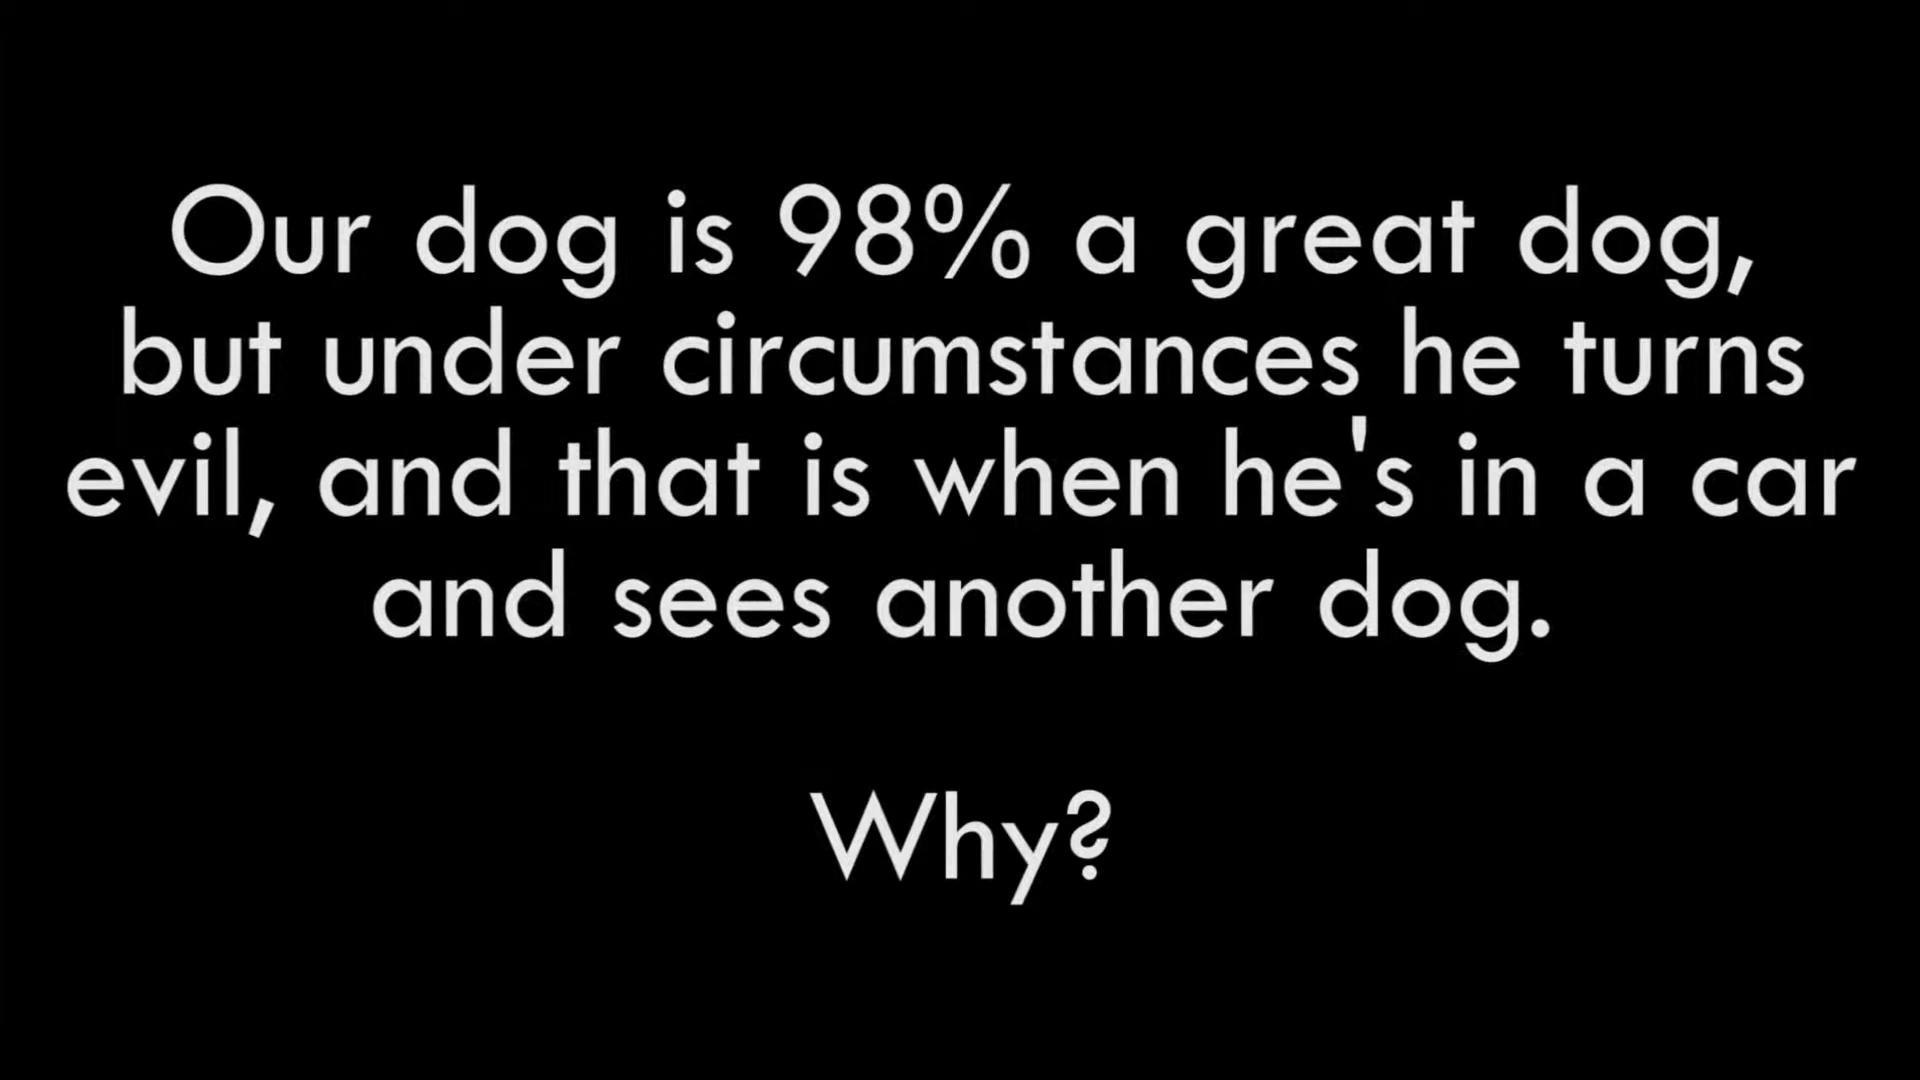 Our dog is 98% a great dog,
but under circumstances he turns
evil, and that is when he's in a car
and sees another dog.
Why?